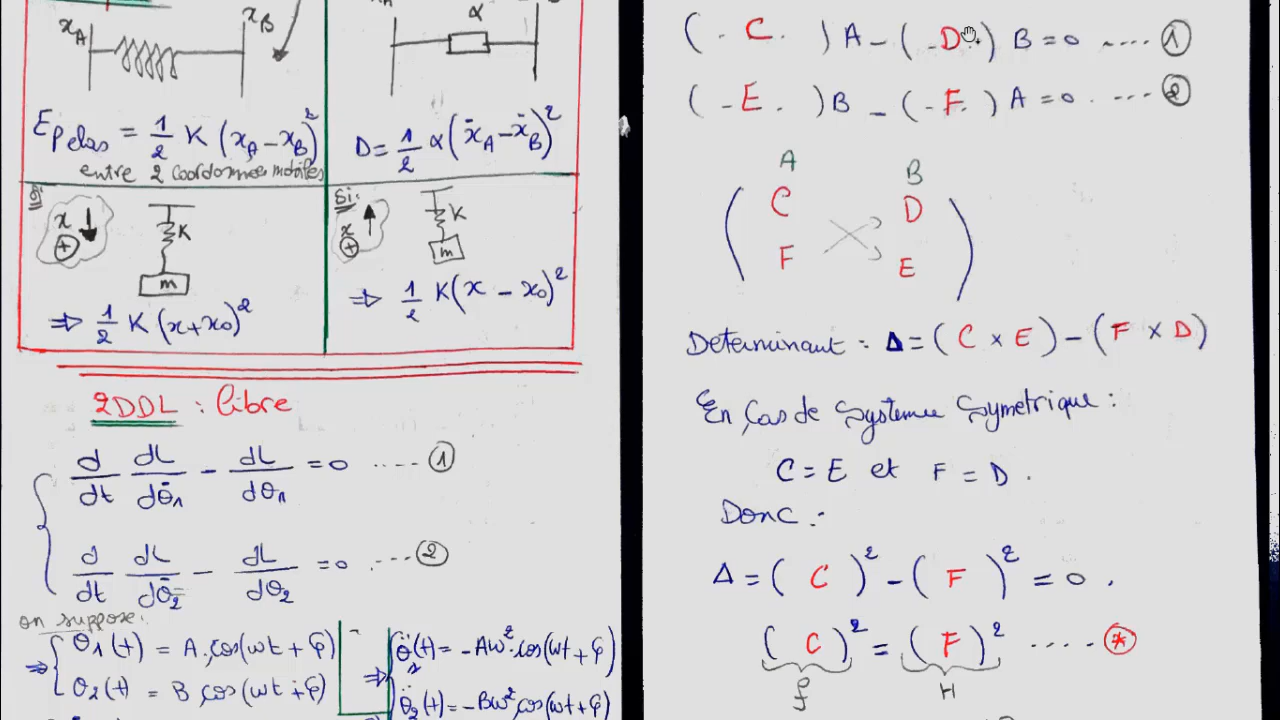 x_A x_B
α
E_pelas = 1/2 K (x_A - x_B)²
entre 2 coordonnées mobiles
D = 1/2 α (ẋ_A - ẋ_B)²
Si x ↓ + K m
⇒ 1/2 K (x + x₀)²
Si: x ↑ + K m
⇒ 1/2 K (x - x₀)²
2DDL : libre
d/dt dL/dθ̇₁ - dL/dθ₁ = 0 ..... ①
d/dt dL/dθ̇₂ - dL/dθ₂ = 0 ..... ②
on suppose:
⇒ θ₁(t) = A cos(ωt + φ)
θ₂(t) = B cos(ωt + φ)
⇒ θ̈₁(t) = -Aω² cos(ωt + φ)
θ̈₂(t) = -Bω² cos(ωt + φ)
(. C. ) A - (. D.) B = 0 ..... ①
(. E. ) B - (. F. ) A = 0 ..... ②
A B
C D
F E
Determinant : Δ = (C × E) - (F × D)
En Cas de Systeme Symetrique :
C = E et F = D .
Donc :
Δ = ( C )² - ( F )² = 0 .
( C )² = ( F )² ..... *
f H